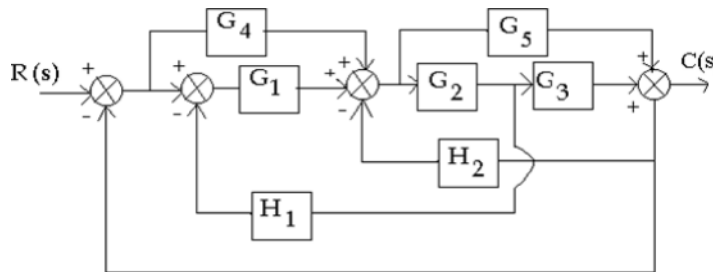 G4
G5
R(s)
+
+
+
+
+
C(s
G1
G2
G3
+
-
-
-
H2
H1